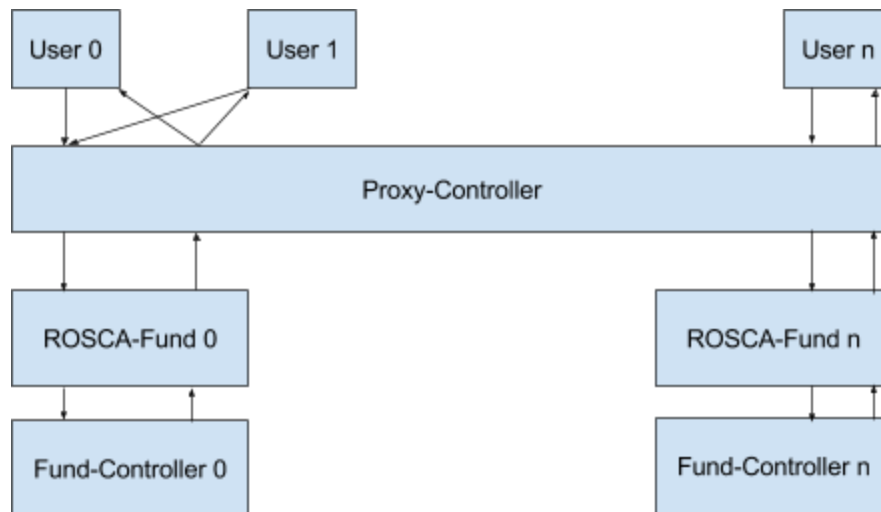 User 0
User 1
User n
Proxy-Controller
ROSCA-Fund 0
ROSCA-Fund n
Fund-Controller 0
Fund-Controller n